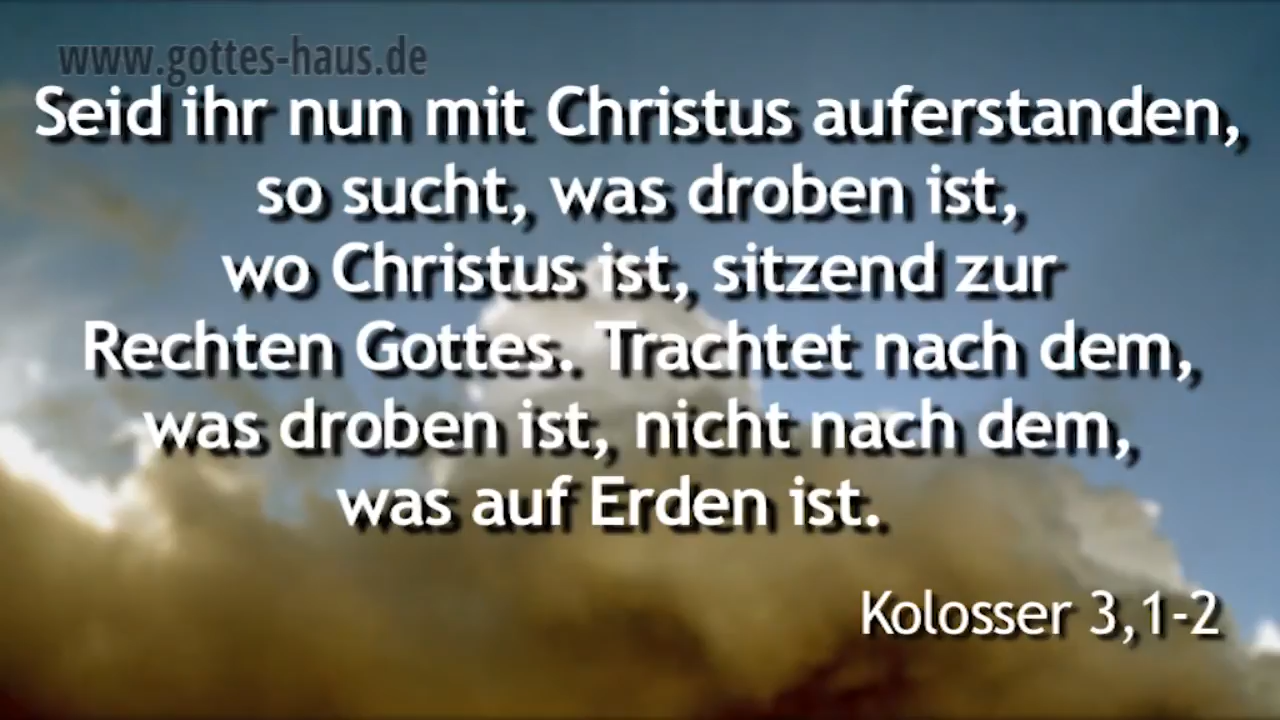 www.gottes-haus.de
Seid ihr nun mit Christus auferstanden,
so sucht, was droben ist,
wo Christus ist, sitzend zur
Rechten Gottes. Trachtet nach dem,
was droben ist, nicht nach dem,
was auf Erden ist.
Kolosser 3,1-2